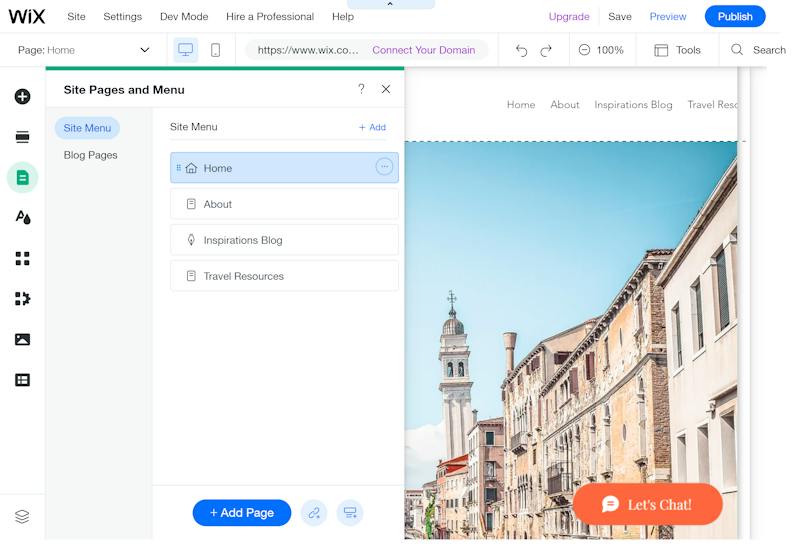 WiX Site Settings Dev Mode Hire a Professional Help Upgrade Save Preview Publish
Page: Home https://www.wix.co... Connect Your Domain 100% Tools Search
Site Pages and Menu ?
Site Menu
Blog Pages
Site Menu + Add
Home
About
Inspirations Blog
Travel Resources
+ Add Page
Home About Inspirations Blog Travel Resc
Let's Chat!